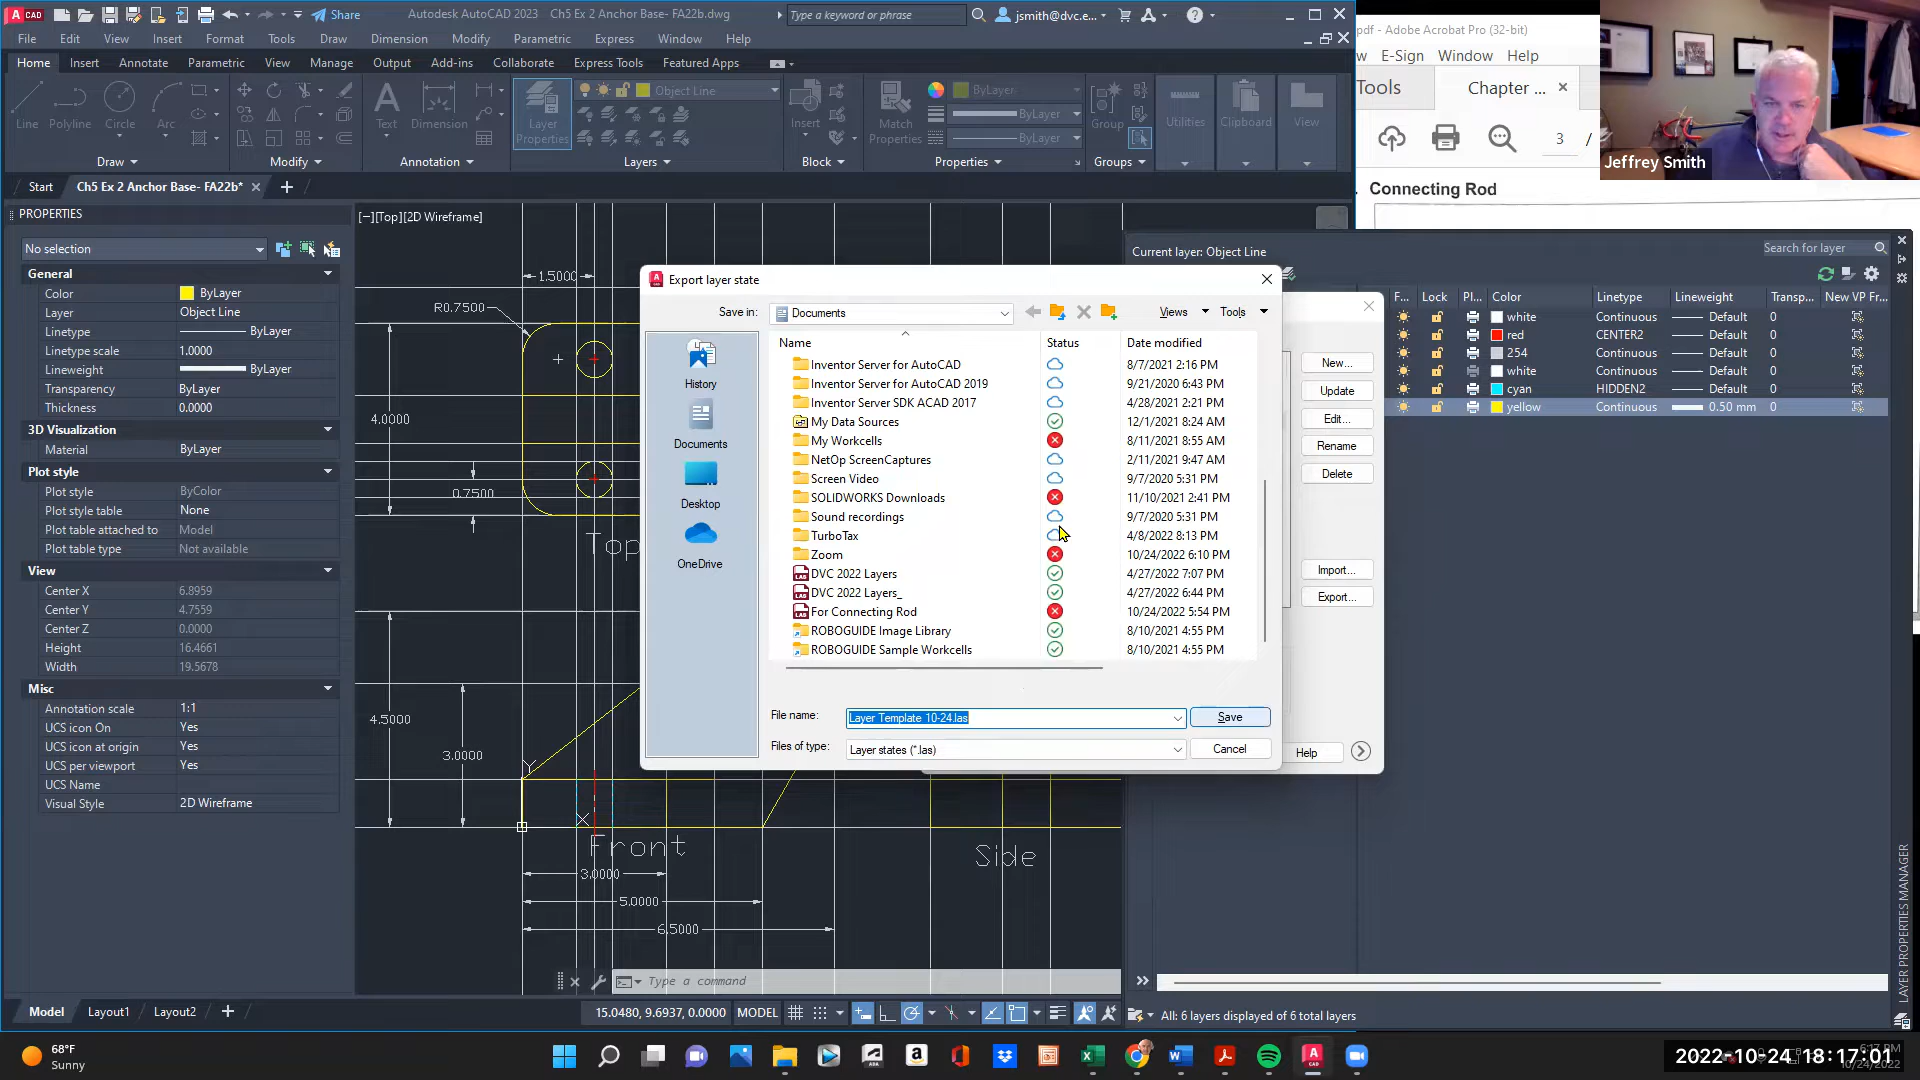 Share
Autodesk AutoCAD 2023 Ch5 Ex 2 Anchor Base- FA22b.dwg
Type a keyword or phrase
jsmith@dvc.e...
File Edit View Insert Format Tools Draw Dimension Modify Parametric Express Window Help
Home Insert Annotate Parametric View Manage Output Add-ins Collaborate Express Tools Featured Apps
Line Polyline Circle Arc
Text Dimension
Layer Properties
Object Line
Insert
Match Properties
ByLayer
ByLayer
ByLayer
Group Utilities Clipboard View
Draw Modify Annotation Layers Block Properties Groups
Start Ch5 Ex 2 Anchor Base- FA22b*
PROPERTIES
No selection
General
Color ByLayer
Layer Object Line
Linetype ByLayer
Linetype scale 1.0000
Lineweight ByLayer
Transparency ByLayer
Thickness 0.0000
3D Visualization
Material ByLayer
Plot style
Plot style ByColor
Plot style table None
Plot table attached to Model
Plot table type Not available
View
Center X 6.8959
Center Y 4.7559
Center Z 0.0000
Height 16.4661
Width 19.5678
Misc
Annotation scale 1:1
UCS icon On Yes
UCS icon at origin Yes
UCS per viewport Yes
UCS Name
Visual Style 2D Wireframe
[−][Top][2D Wireframe]
1.5000
R0.7500
4.0000
0.7500
Top
4.5000
3.0000
Y
X
Front
Side
3.0000
5.0000
6.5000
Export layer state
Save in: Documents
Views Tools
History
Documents
Desktop
OneDrive
Name Status Date modified
Inventor Server for AutoCAD 8/7/2021 2:16 PM
Inventor Server for AutoCAD 2019 9/21/2020 6:43 PM
Inventor Server SDK ACAD 2017 4/28/2021 2:21 PM
My Data Sources 12/1/2021 8:24 AM
My Workcells 8/11/2021 8:55 AM
NetOp ScreenCaptures 2/11/2021 9:47 AM
Screen Video 9/7/2020 5:31 PM
SOLIDWORKS Downloads 11/10/2021 2:41 PM
Sound recordings 9/7/2020 5:31 PM
TurboTax 4/8/2022 8:13 PM
Zoom 10/24/2022 6:10 PM
DVC 2022 Layers 4/27/2022 7:07 PM
DVC 2022 Layers_ 4/27/2022 6:44 PM
For Connecting Rod 10/24/2022 5:54 PM
ROBOGUIDE Image Library 8/10/2021 4:55 PM
ROBOGUIDE Sample Workcells 8/10/2021 4:55 PM
File name: Layer Template 10-24.las
Save
Files of type: Layer states (*.las)
Cancel
New...
Update
Edit...
Rename
Delete
Import...
Export...
Help
pdf - Adobe Acrobat Pro (32-bit)
w E-Sign Window Help
Tools Chapter ...
3 /
Connecting Rod
Jeffrey Smith
Current layer: Object Line
Search for layer
F... Lock Pl... Color Linetype Lineweight Transp... New VP Fr...
white Continuous Default 0
red CENTER2 Default 0
254 Continuous Default 0
white Continuous Default 0
cyan HIDDEN2 Default 0
yellow Continuous 0.50 mm 0
LAYER PROPERTIES MANAGER
All: 6 layers displayed of 6 total layers
Type a command
Model Layout1 Layout2
15.0480, 9.6937, 0.0000 MODEL
68°F
Sunny
2022-10-24 18:17:01